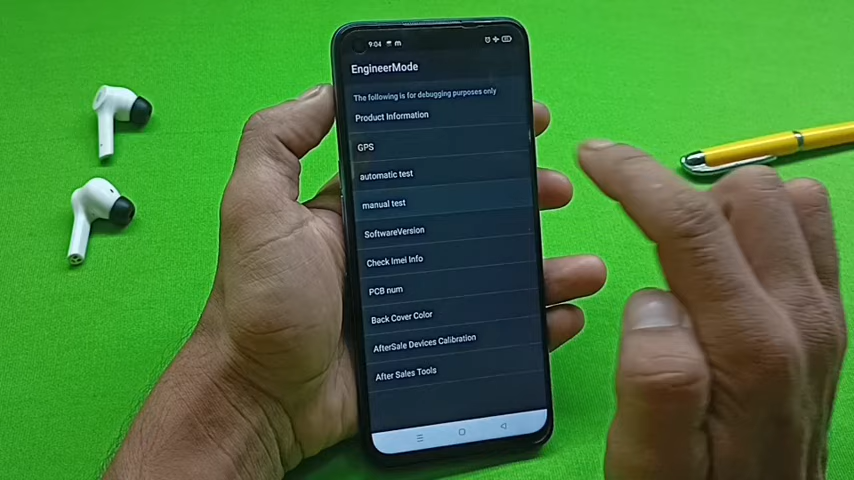 9:04 m
EngineerMode
The following is for debugging purposes only
Product Information
GPS
automatic test
manual test
SoftwareVersion
Check Imei Info
PCB num
Back Cover Color
AfterSale Devices Calibration
After Sales Tools